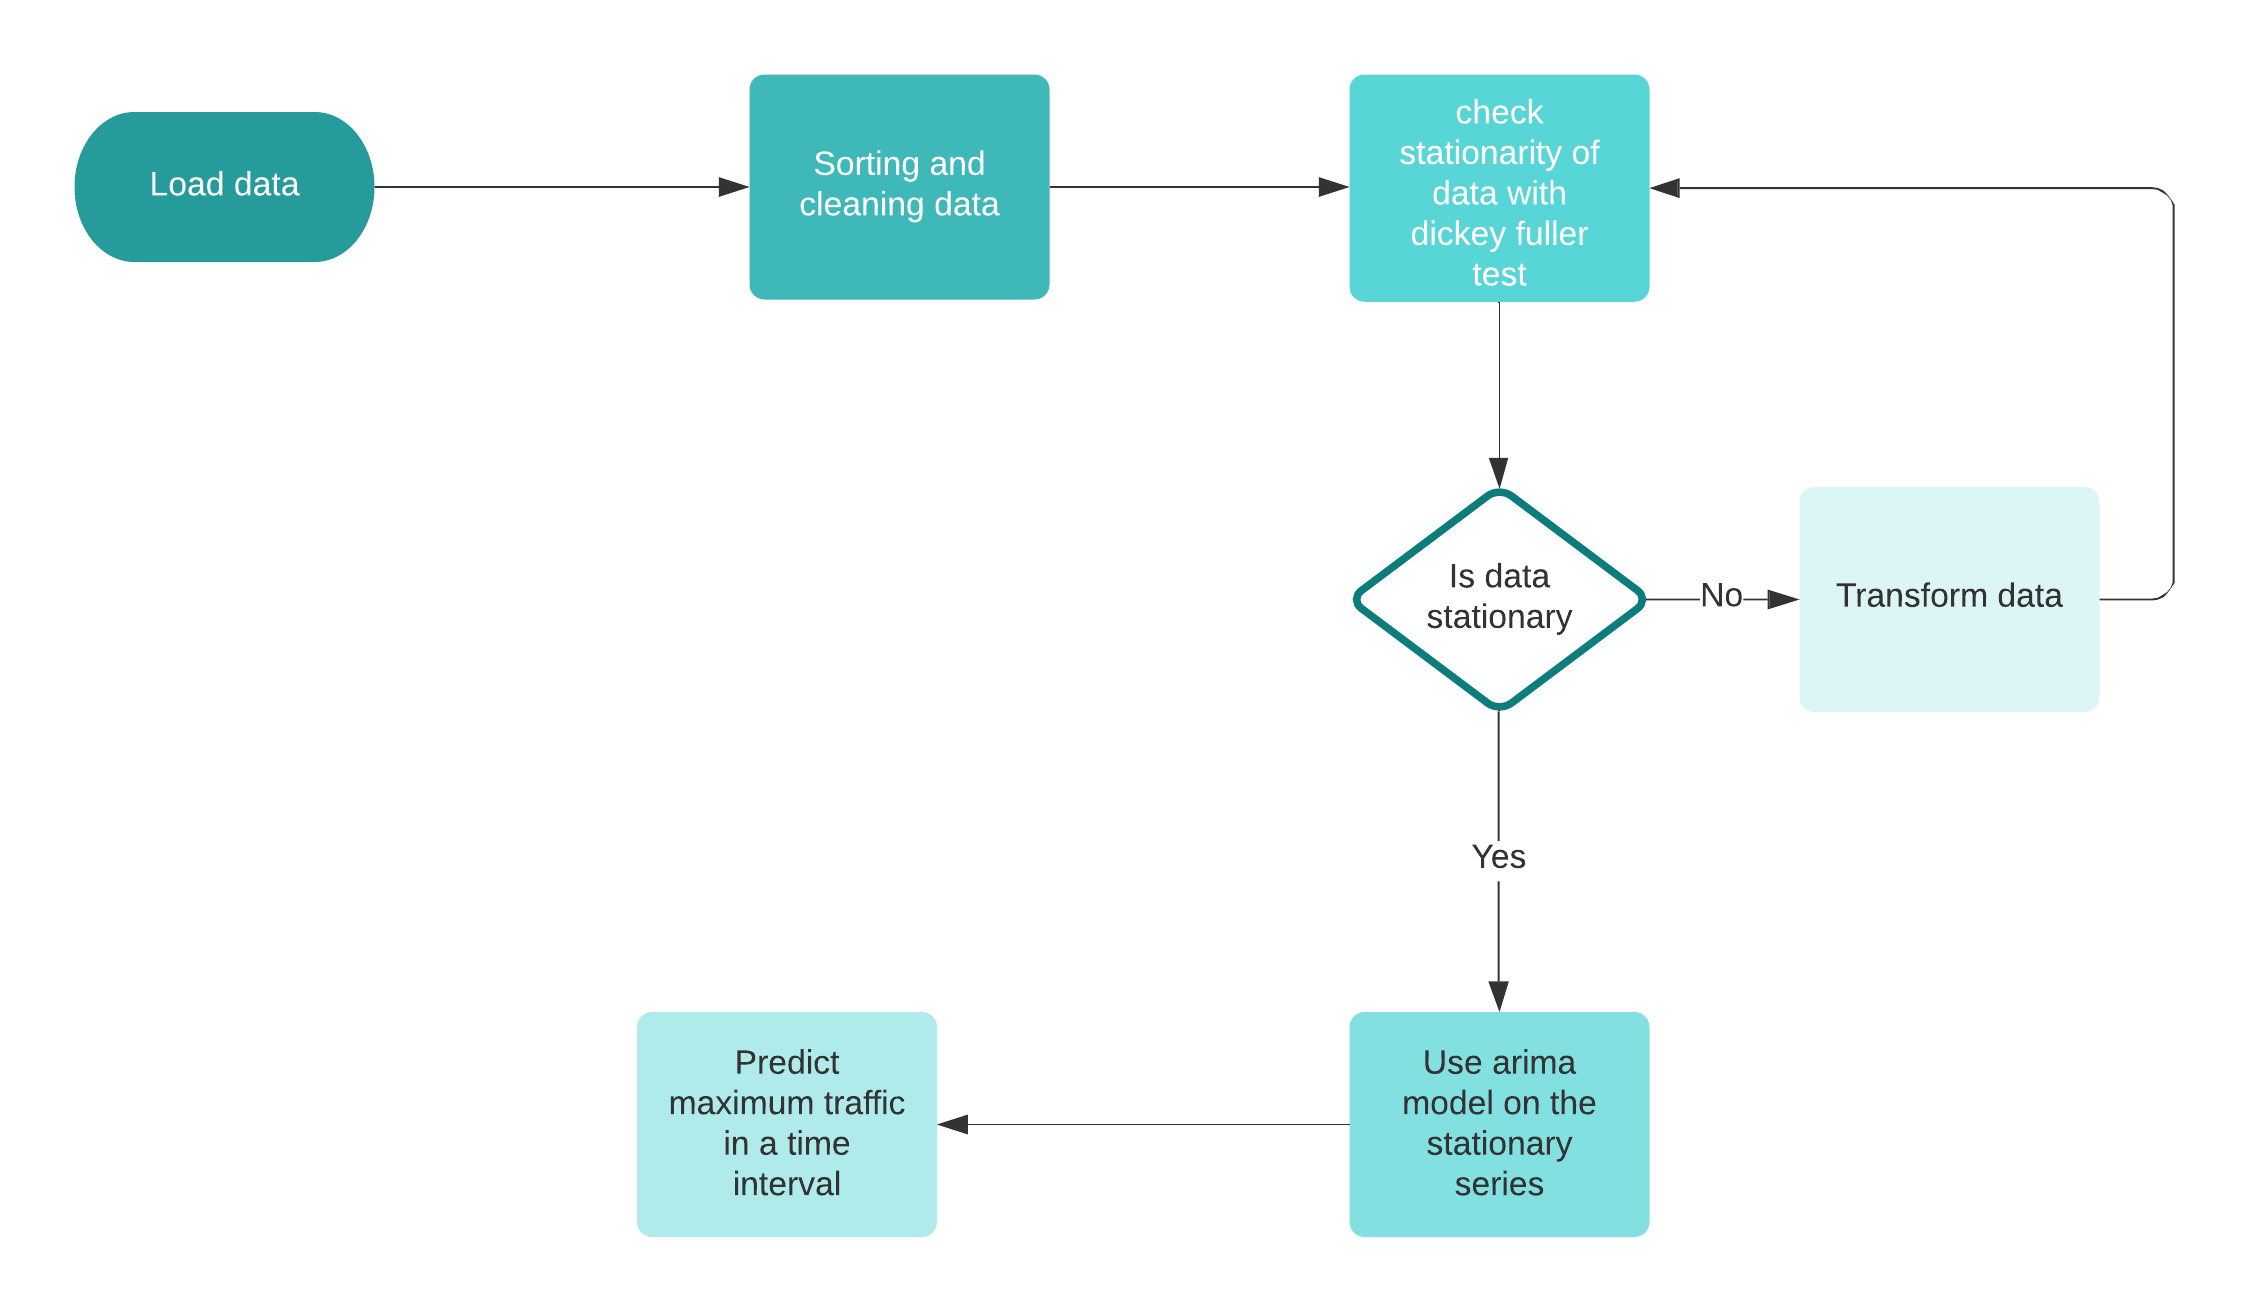 Load data
Sorting and
cleaning data
check
stationarity of
data with
dickey fuller
test
Is data
stationary
No
Transform data
Yes
Use arima
model on the
stationary
series
Predict
maximum traffic
in a time
interval